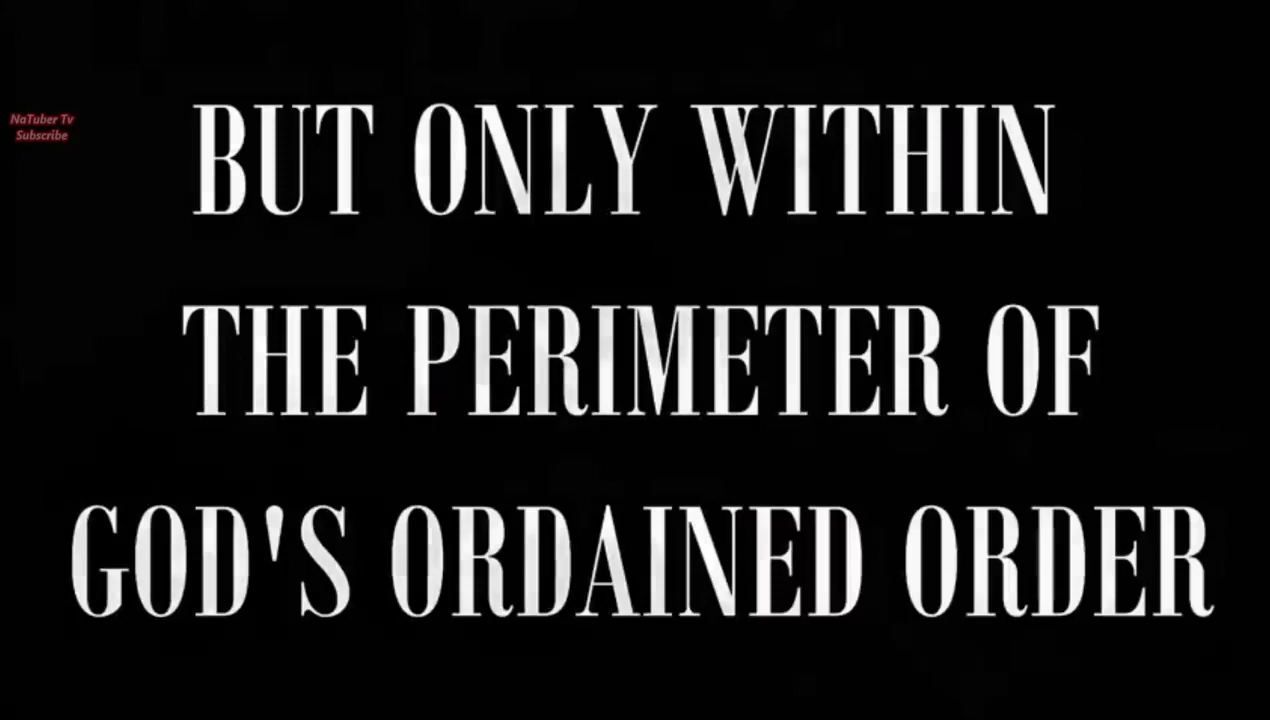 NaTuber Tv
Subscribe
BUT ONLY WITHIN
THE PERIMETER OF
GOD'S ORDAINED ORDER